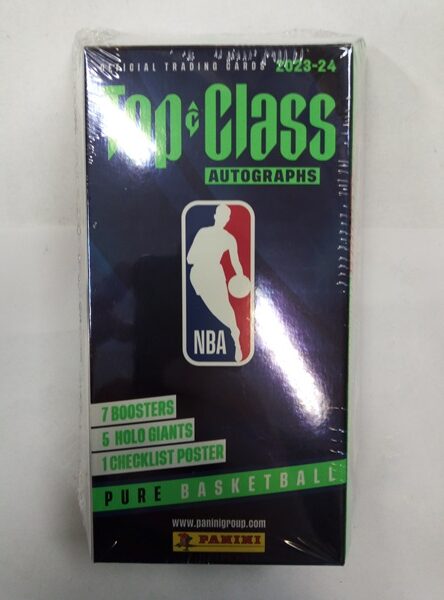 OFFICIAL TRADING CARDS 2023-24
Top Class
AUTOGRAPHS
NBA
7 BOOSTERS
5 HOLO GIANTS
1 CHECKLIST POSTER
PURE BASKETBALL
www.paninigroup.com
PANINI